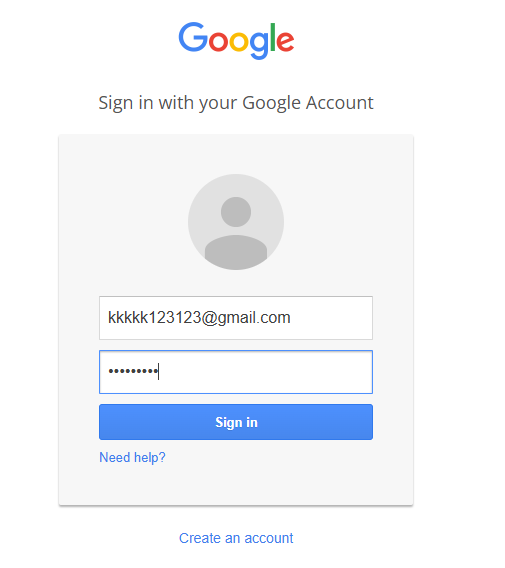 Google
Sign in with your Google Account
kkkkk123123@gmail.com
•••••••••
Sign in
Need help?
Create an account